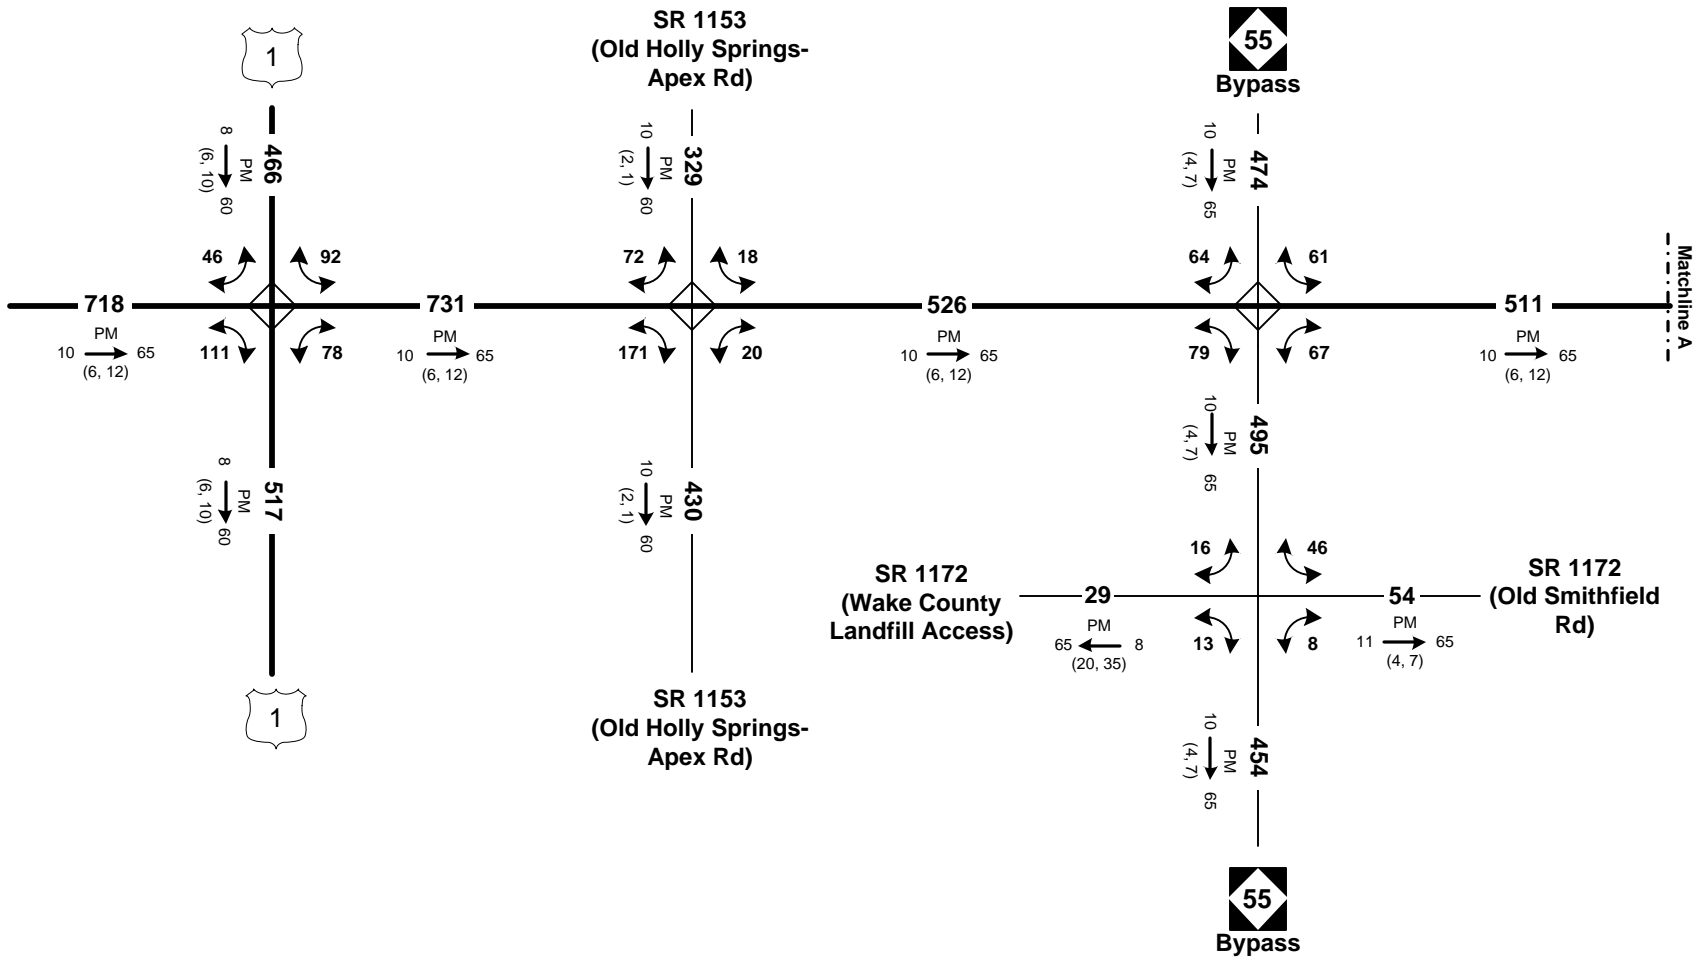 1
SR 1153
(Old Holly Springs-
Apex Rd)
55
Bypass
8
(6, 10)
60
PM
466
10
(2, 1)
60
PM
329
10
(4, 7)
65
PM
474
46
92
72
18
64
61
Matchline A
718
731
526
511
PM
10
65
(6, 12)
111
78
PM
10
65
(6, 12)
171
20
PM
10
65
(6, 12)
79
67
PM
10
65
(6, 12)
8
(6, 10)
60
PM
517
10
(2, 1)
60
PM
430
10
(4, 7)
65
PM
495
16
46
SR 1172
(Wake County
Landfill Access)
29
54
SR 1172
(Old Smithfield
Rd)
PM
65
8
(20, 35)
13
8
PM
11
65
(4, 7)
1
SR 1153
(Old Holly Springs-
Apex Rd)
10
(4, 7)
65
PM
454
55
Bypass